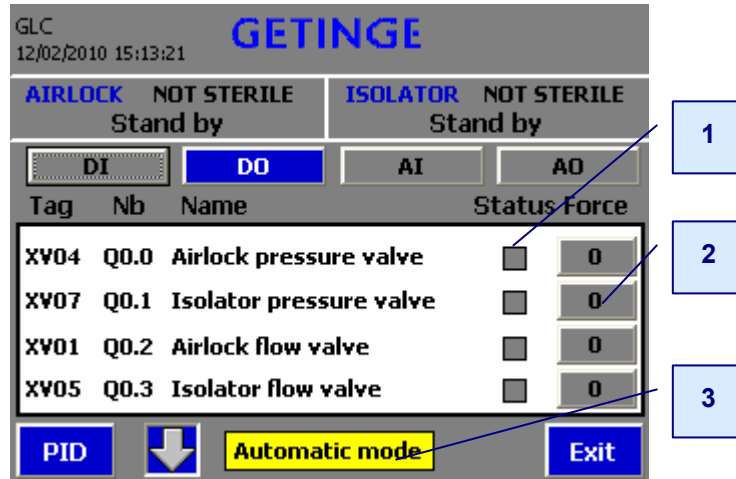 GLC
12/02/2010 15:13:21
GETINGE
AIRLOCK NOT STERILE
Stand by
ISOLATOR NOT STERILE
Stand by
DI DO AI AO
Tag Nb Name Status Force
XV04 Q0.0 Airlock pressure valve 0
XV07 Q0.1 Isolator pressure valve 0
XV01 Q0.2 Airlock flow valve 0
XV05 Q0.3 Isolator flow valve 0
PID Automatic mode Exit
1
2
3